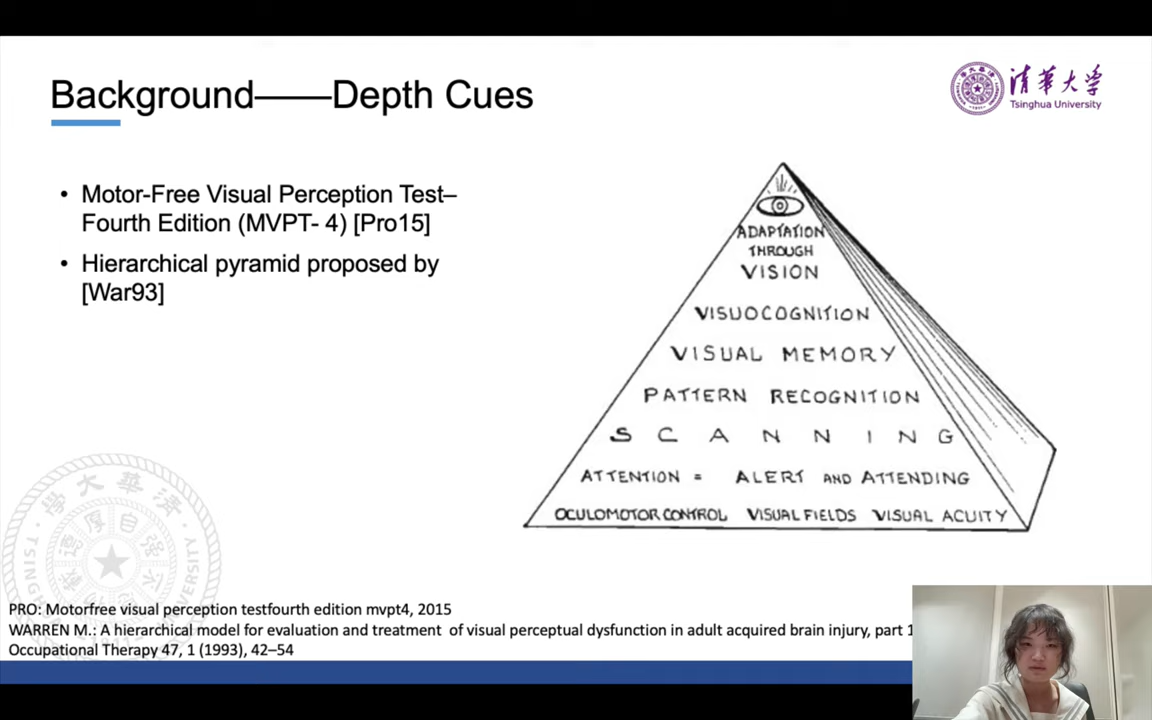 Background——Depth Cues
清華大学
Tsinghua University
• Motor-Free Visual Perception Test–
Fourth Edition (MVPT- 4) [Pro15]
• Hierarchical pyramid proposed by
[War93]
ADAPTATION
THROUGH
VISION
VISUOCOGNITION
VISUAL MEMORY
PATTERN RECOGNITION
SCANNING
ATTENTION = ALERT AND ATTENDING
OCULOMOTOR CONTROL VISUAL FIELDS VISUAL ACUITY
PRO: Motorfree visual perception testfourth edition mvpt4, 2015
WARREN M.: A hierarchical model for evaluation and treatment of visual perceptual dysfunction in adult acquired brain injury, part 1
Occupational Therapy 47, 1 (1993), 42–54